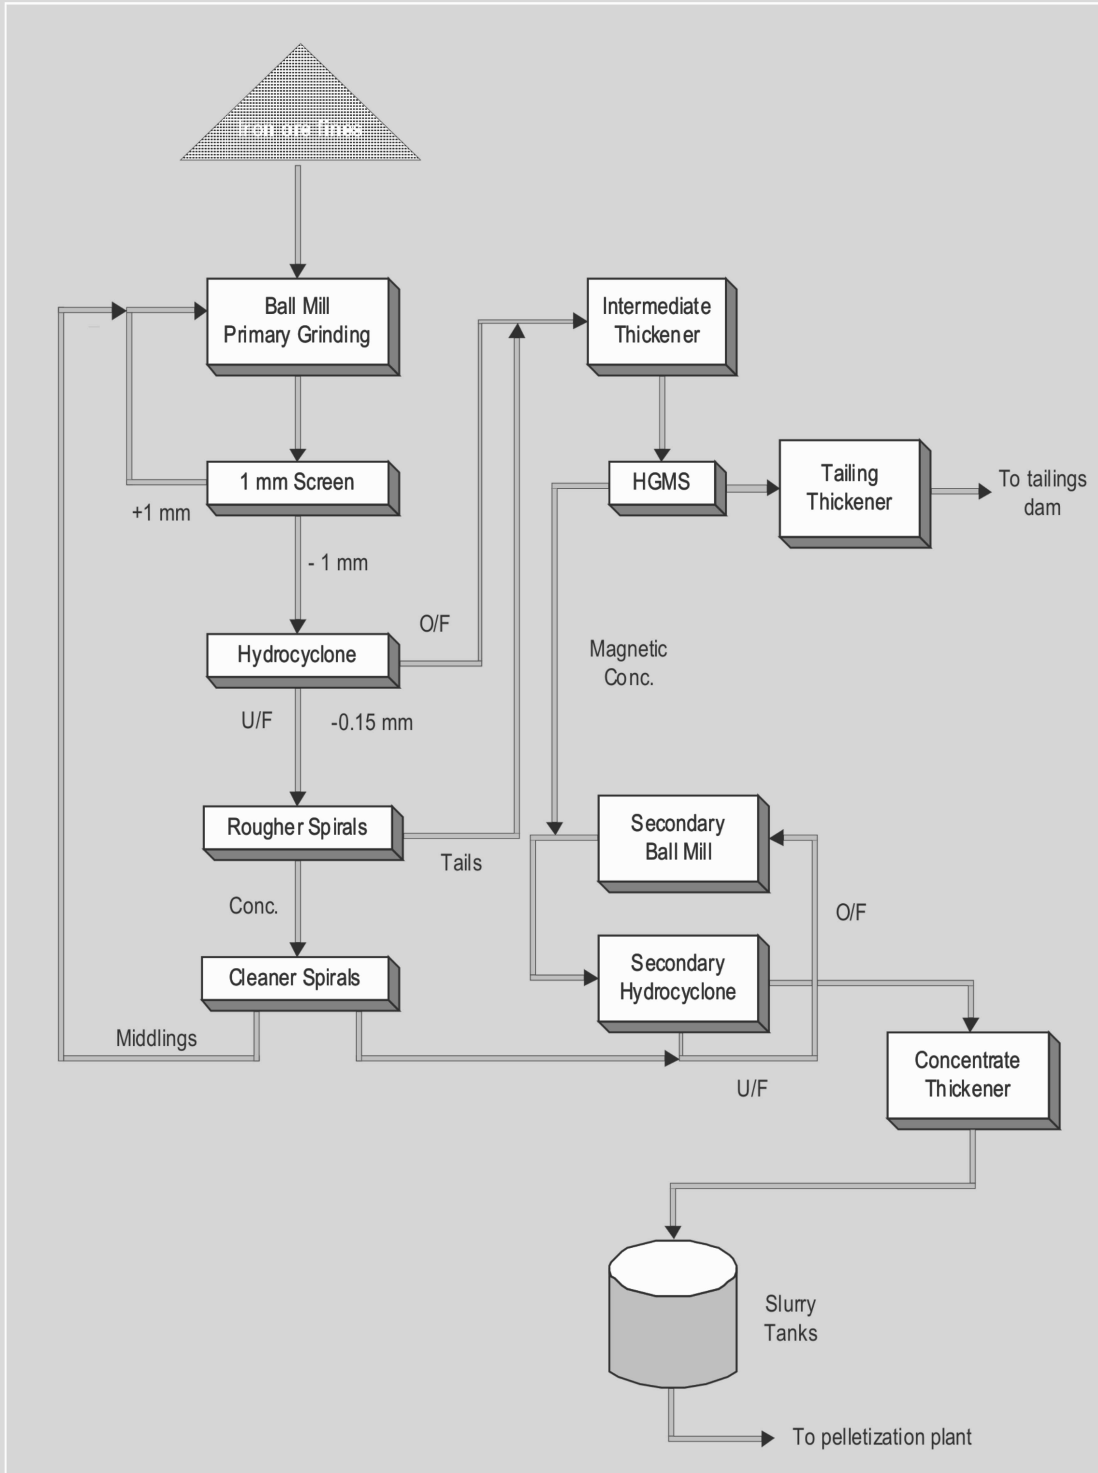 Iron ore fines
Ball Mill
Primary Grinding
Intermediate
Thickener
1 mm Screen
+1 mm
HGMS
Tailing
Thickener
To tailings
dam
- 1 mm
O/F
Hydrocyclone
Magnetic
Conc.
U/F
-0.15 mm
Rougher Spirals
Tails
Secondary
Ball Mill
Conc.
O/F
Cleaner Spirals
Secondary
Hydrocyclone
Middlings
U/F
Concentrate
Thickener
Slurry
Tanks
To pelletization plant